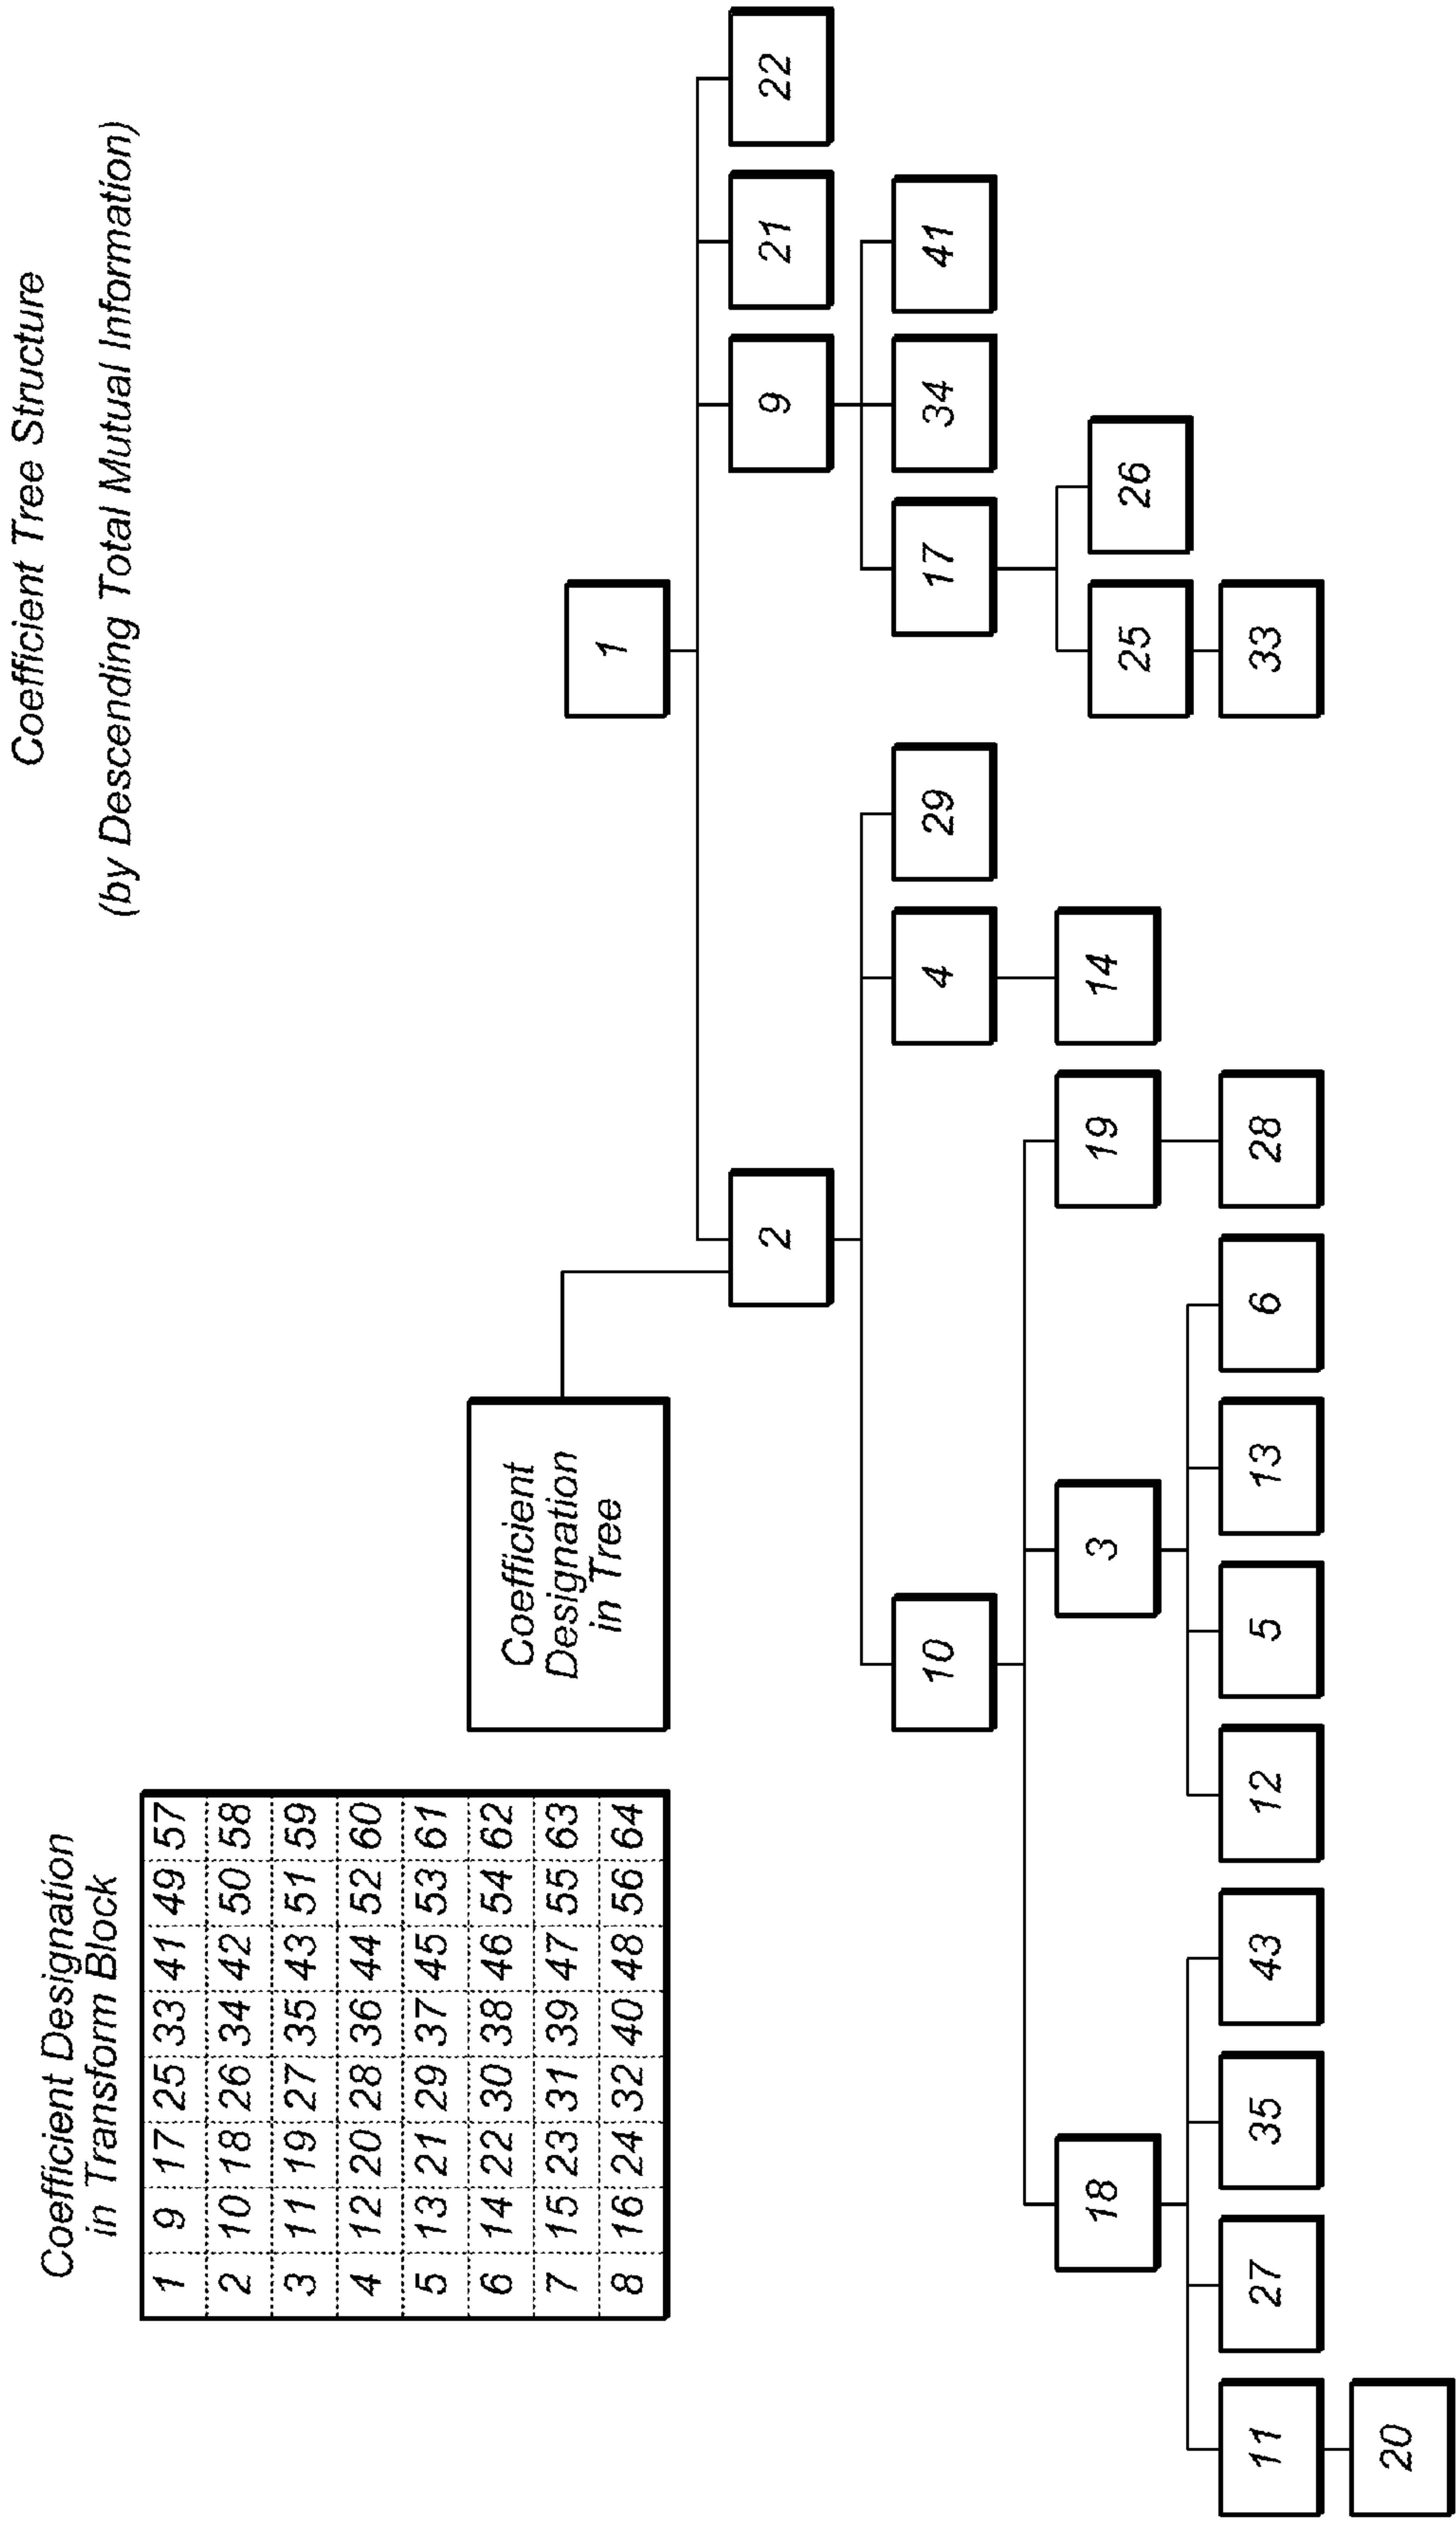 Coefficient Tree Structure
(by Descending Total Mutual Information)
Coefficient Designation
in Transform Block
1 9 17 25 33 41 49 57
2 10 18 26 34 42 50 58
3 11 19 27 35 43 51 59
4 12 20 28 36 44 52 60
5 13 21 29 37 45 53 61
6 14 22 30 38 46 54 62
7 15 23 31 39 47 55 63
8 16 24 32 40 48 56 64
Coefficient
Designation
in Tree
1
2 9 21 22
10 4 29 17 34 41
18 3 19 14 25 26
11 27 35 43 12 5 13 6 28 33
20